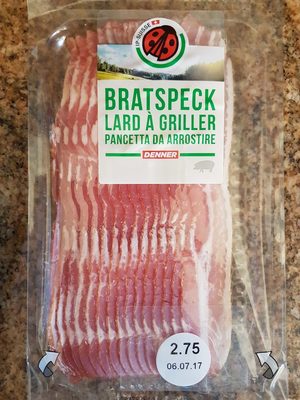 IP-SUISSE
BRATSPECK
LARD À GRILLER
PANCETTA DA ARROSTIRE
DENNER
2.75
06.07.17